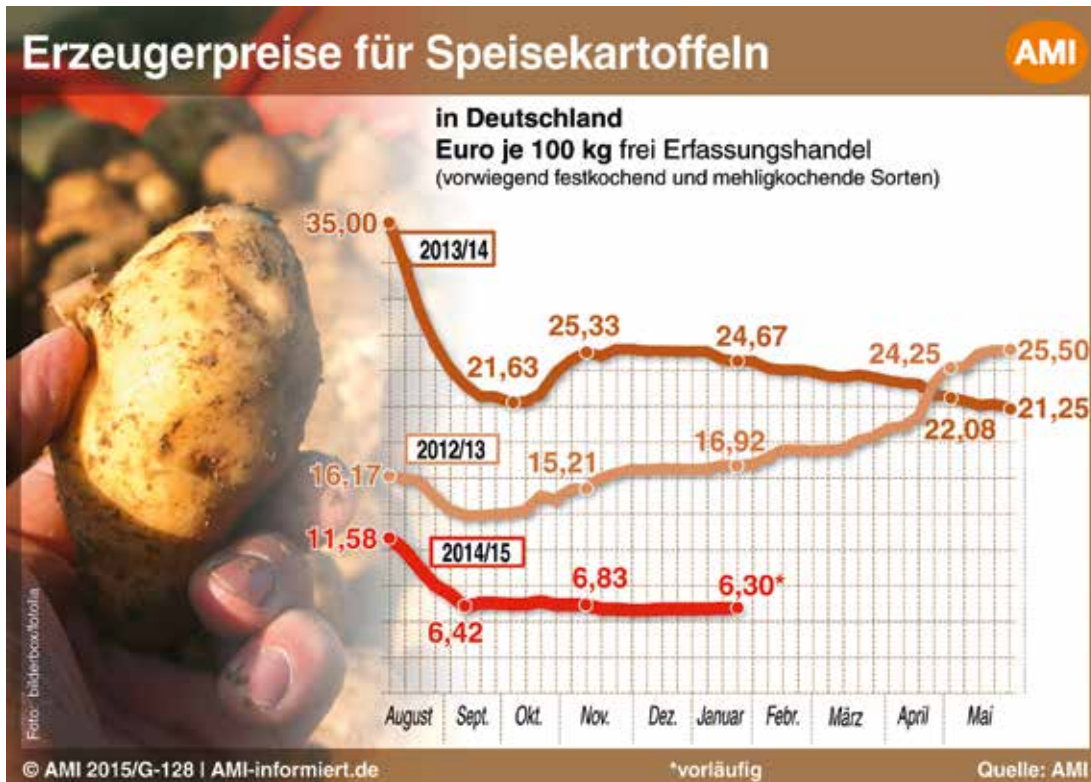 Erzeugerpreise für Speisekartoffeln
AMI
in Deutschland
Euro je 100 kg frei Erfassungshandel
(vorwiegend festkochend und mehligkochende Sorten)
35,00
2013/14
25,33
24,67
24,25
25,50
21,63
21,25
22,08
2012/13
16,92
15,21
16,17
11,58
2014/15
6,83
6,30*
6,42
August Sept. Okt. Nov. Dez. Januar Febr. März April Mai
Foto: bilderbox/fotolia
© AMI 2015/G-128 | AMI-informiert.de
*vorläufig
Quelle: AMI